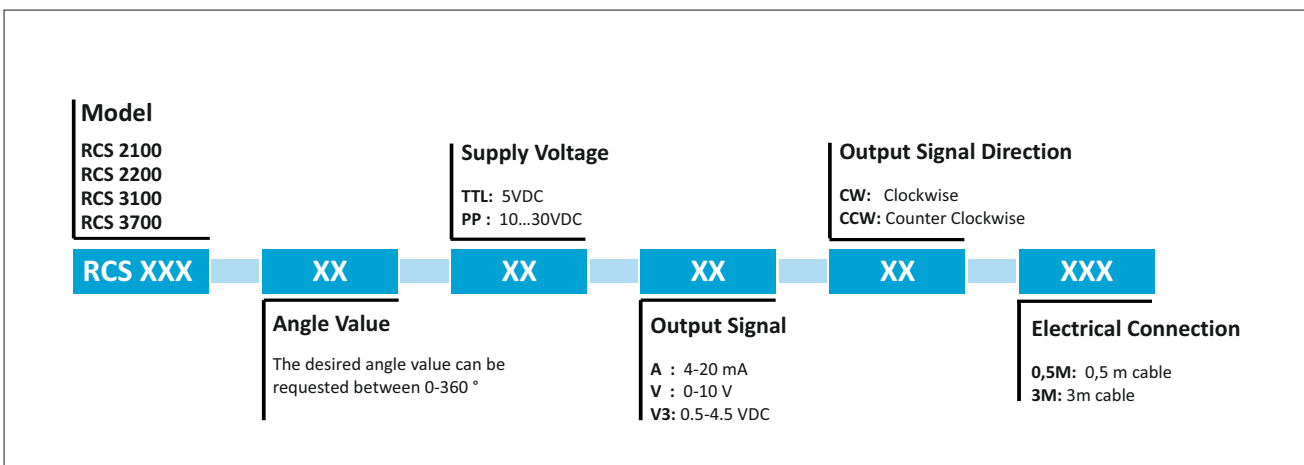 Model
RCS 2100
RCS 2200
RCS 3100
RCS 3700
Supply Voltage
TTL: 5VDC
PP : 10...30VDC
Output Signal Direction
CW: Clockwise
CCW: Counter Clockwise
RCS XXX XX XX XX XX XXX
Angle Value
The desired angle value can be
requested between 0-360 °
Output Signal
A : 4-20 mA
V : 0-10 V
V3: 0.5-4.5 VDC
Electrical Connection
0,5M: 0,5 m cable
3M: 3m cable